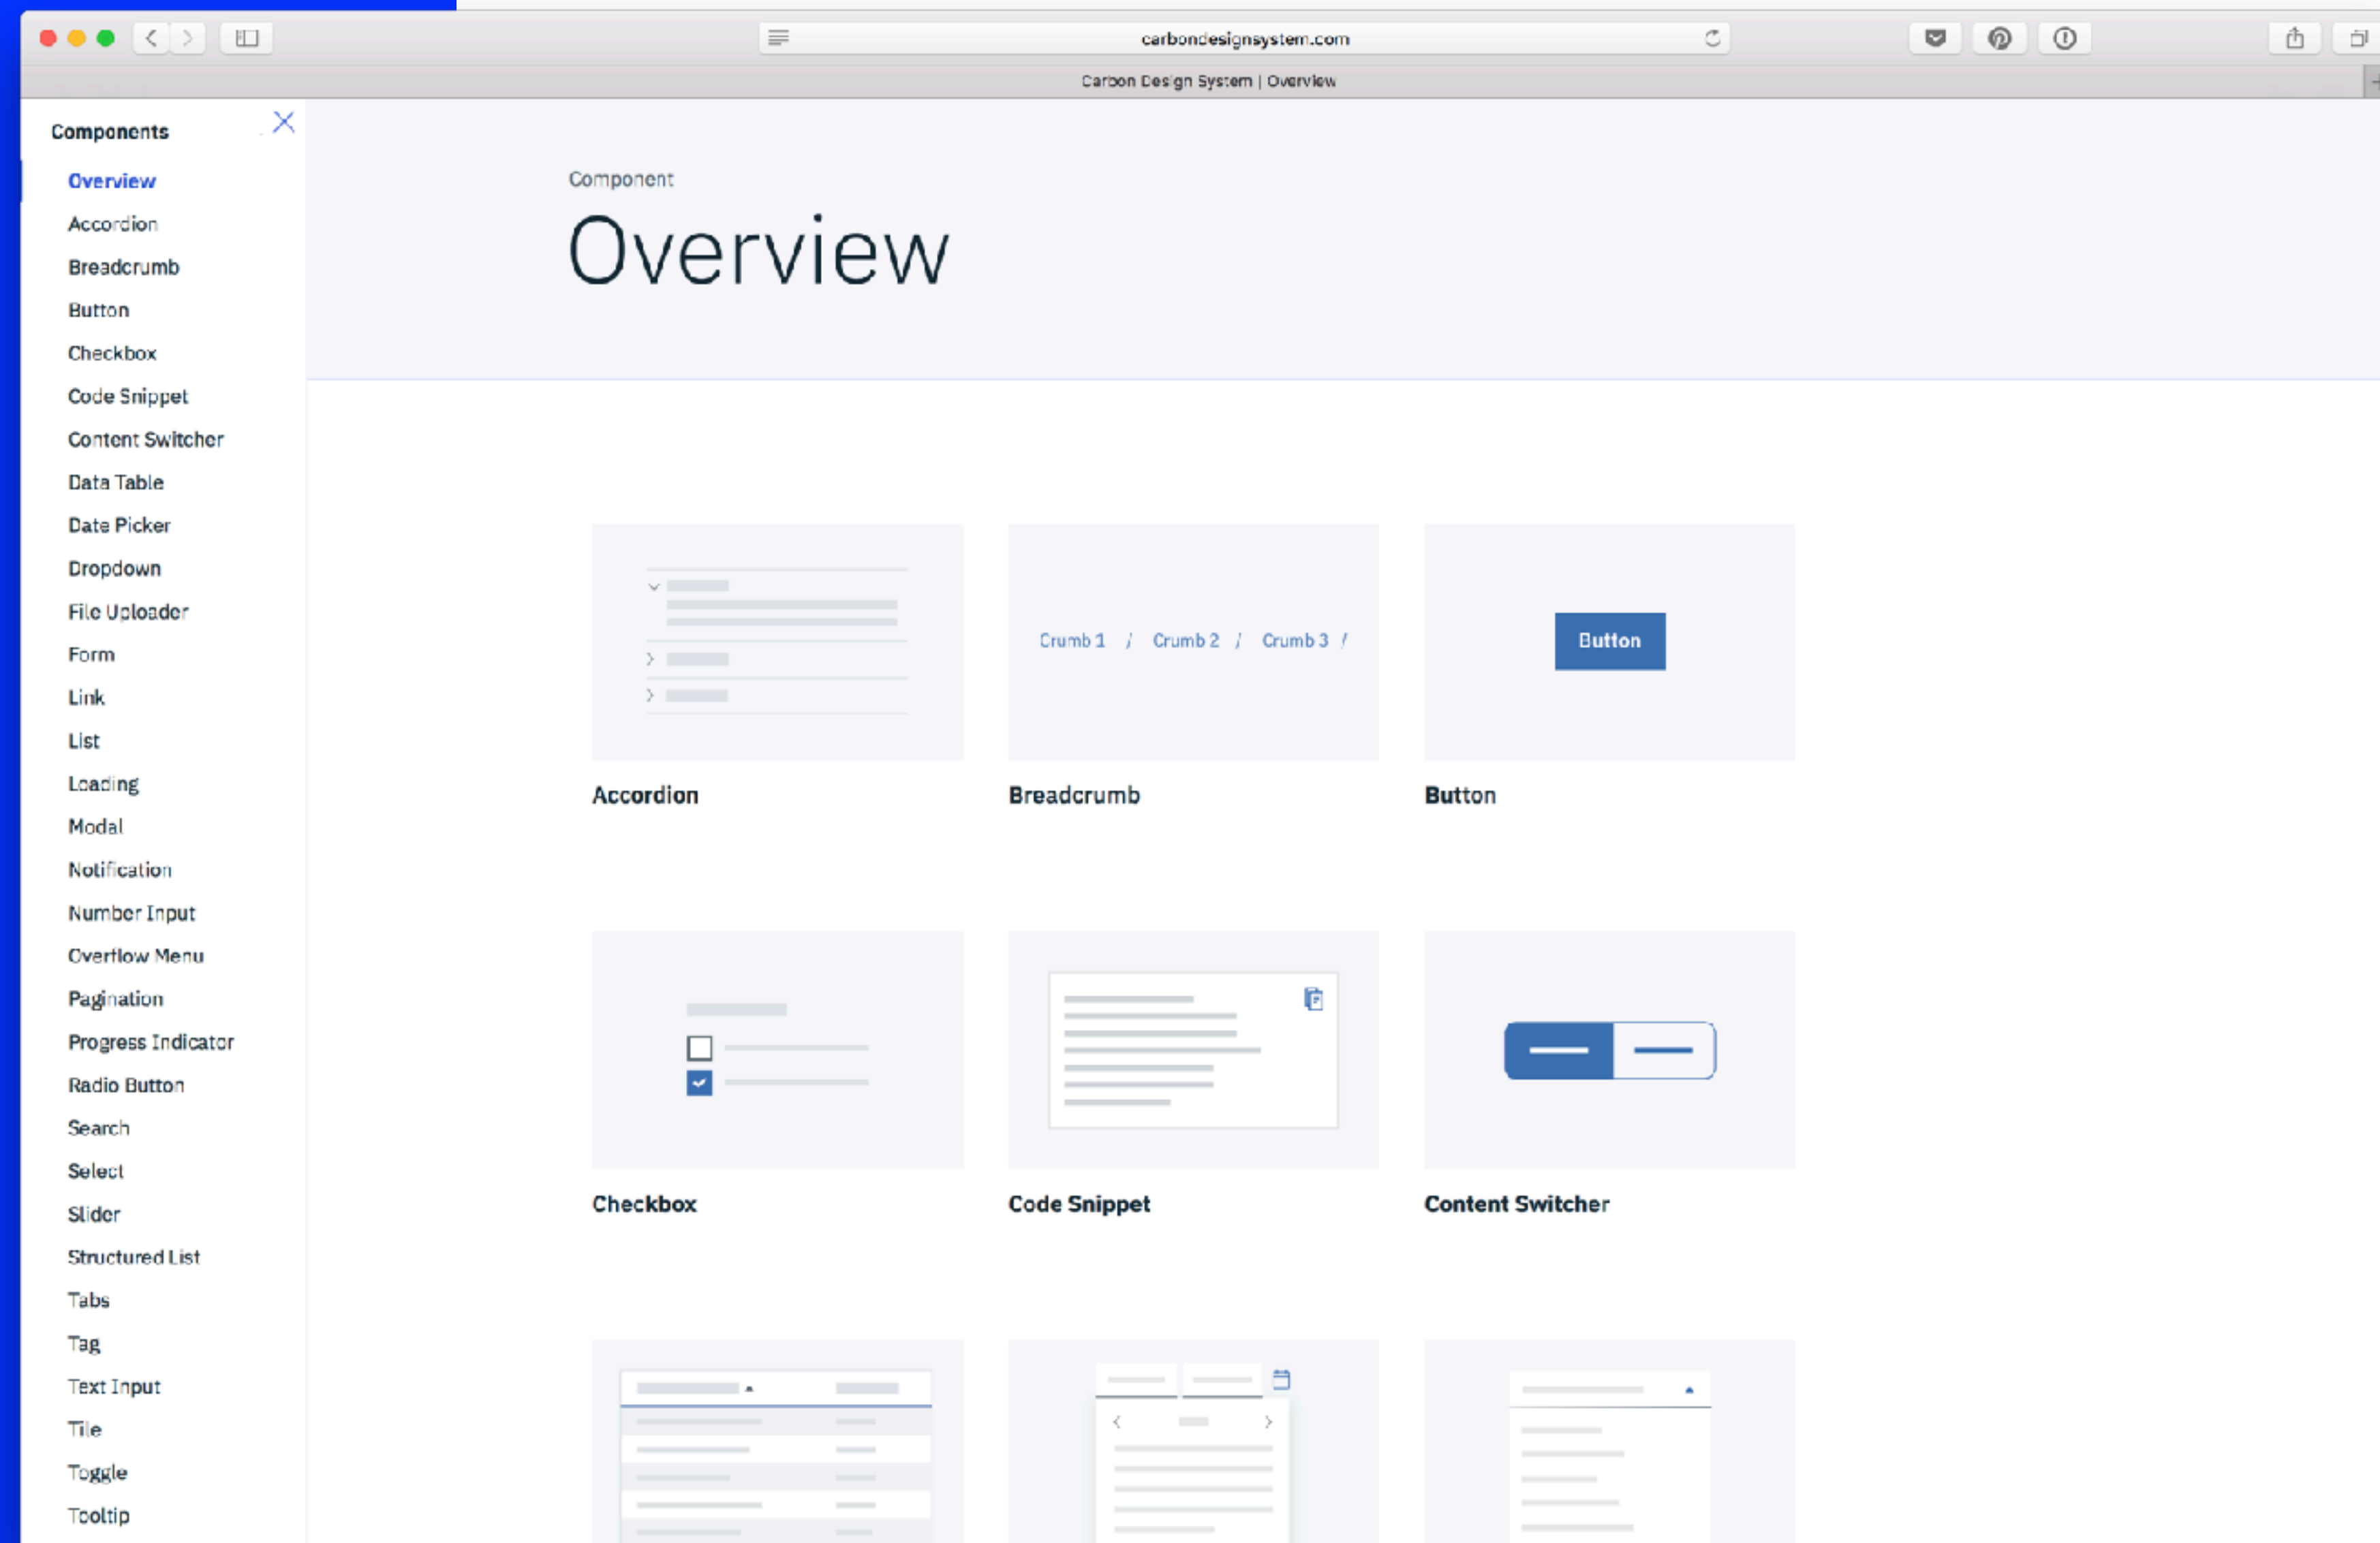 carbondesignsystem.com
Carbon Design System | Overview
Components
Overview
Accordion
Breadcrumb
Button
Checkbox
Code Snippet
Content Switcher
Data Table
Date Picker
Dropdown
File Uploader
Form
Link
List
Loading
Modal
Notification
Number Input
Overflow Menu
Pagination
Progress Indicator
Radio Button
Search
Select
Slider
Structured List
Tabs
Tag
Text Input
Tile
Toggle
Tooltip
Component
Overview
Crumb 1 / Crumb 2 / Crumb 3 /
Button
Accordion
Breadcrumb
Button
Checkbox
Code Snippet
Content Switcher